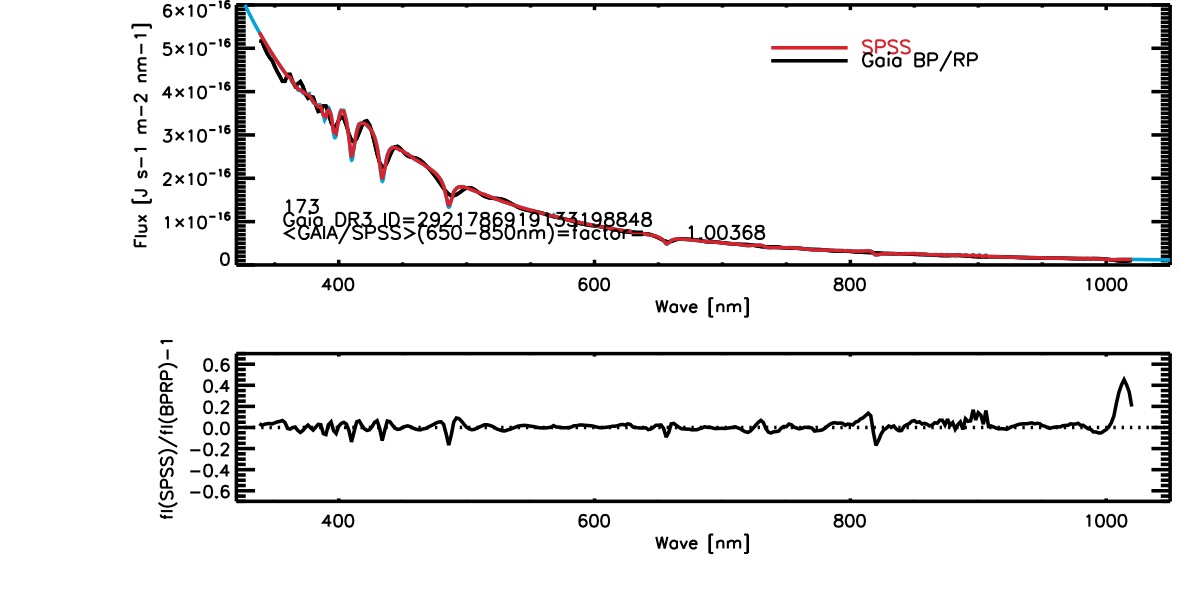 6×10⁻¹⁶
5×10⁻¹⁶
4×10⁻¹⁶
3×10⁻¹⁶
2×10⁻¹⁶
1×10⁻¹⁶
0
Flux [J s−1 m−2 nm−1]
SPSS
Gaia BP/RP
173
Gaia DR3 ID=2921786919133198848
<GAIA/SPSS>(650−850nm)=factor= 1.00368
400 600 800 1000
Wave [nm]
0.6
0.4
0.2
0.0
−0.2
−0.4
−0.6
fl(SPSS)/fl(BPRP)−1
400 600 800 1000
Wave [nm]